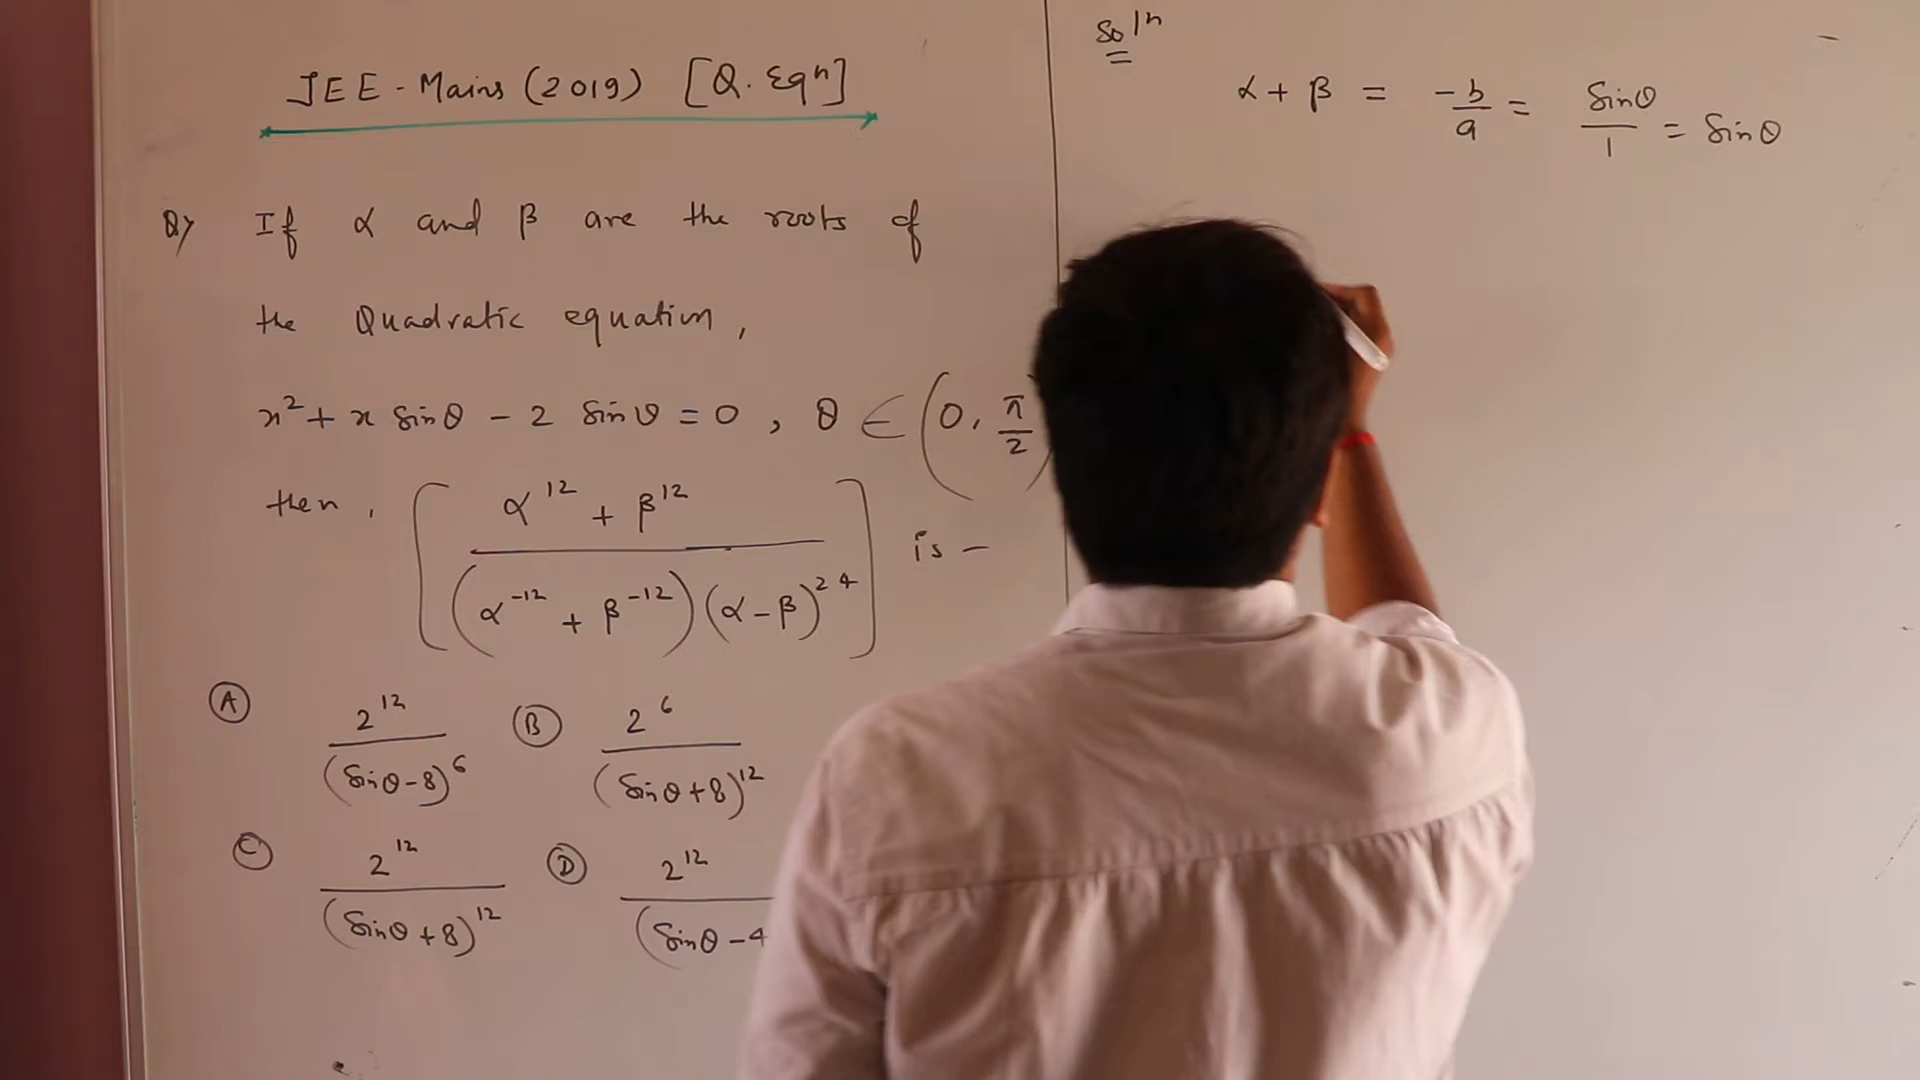 JEE - Mains (2019) [Q. Eqⁿ]
Q) If α and β are the roots of
the Quadratic equation,
x² + x sinθ - 2 sinθ = 0 , θ ∈ (0, π/2)
then, [ (α¹² + β¹²) / ((α⁻¹² + β⁻¹²)(α - β)²⁴) ] is -
(A) 2¹² / (sinθ - 8)⁶ (B) 2⁶ / (sinθ + 8)¹²
(C) 2¹² / (sinθ + 8)¹² (D) 2¹² / (sinθ - 4
Solⁿ
α + β = -b/a = sinθ/1 = sinθ